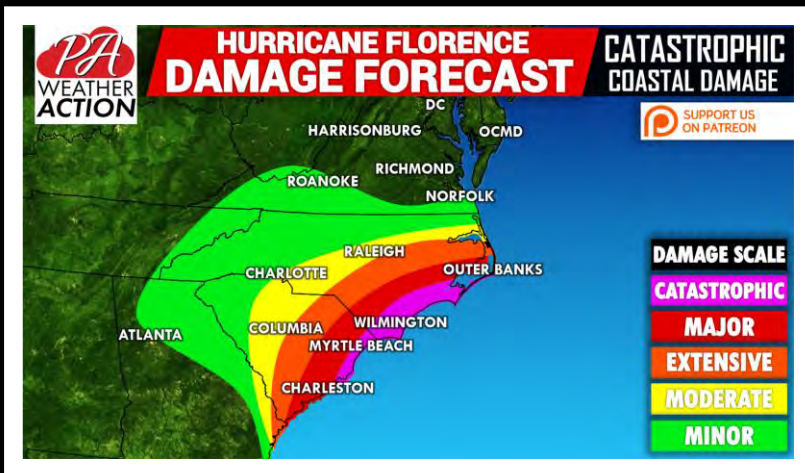 PA
WEATHER
ACTION
HURRICANE FLORENCE
DAMAGE FORECAST
CATASTROPHIC
COASTAL DAMAGE
SUPPORT US
ON PATREON
DC
HARRISONBURG
OCMD
RICHMOND
ROANOKE
NORFOLK
RALEIGH
CHARLOTTE
OUTER BANKS
ATLANTA
COLUMBIA
WILMINGTON
MYRTLE BEACH
CHARLESTON
DAMAGE SCALE
CATASTROPHIC
MAJOR
EXTENSIVE
MODERATE
MINOR